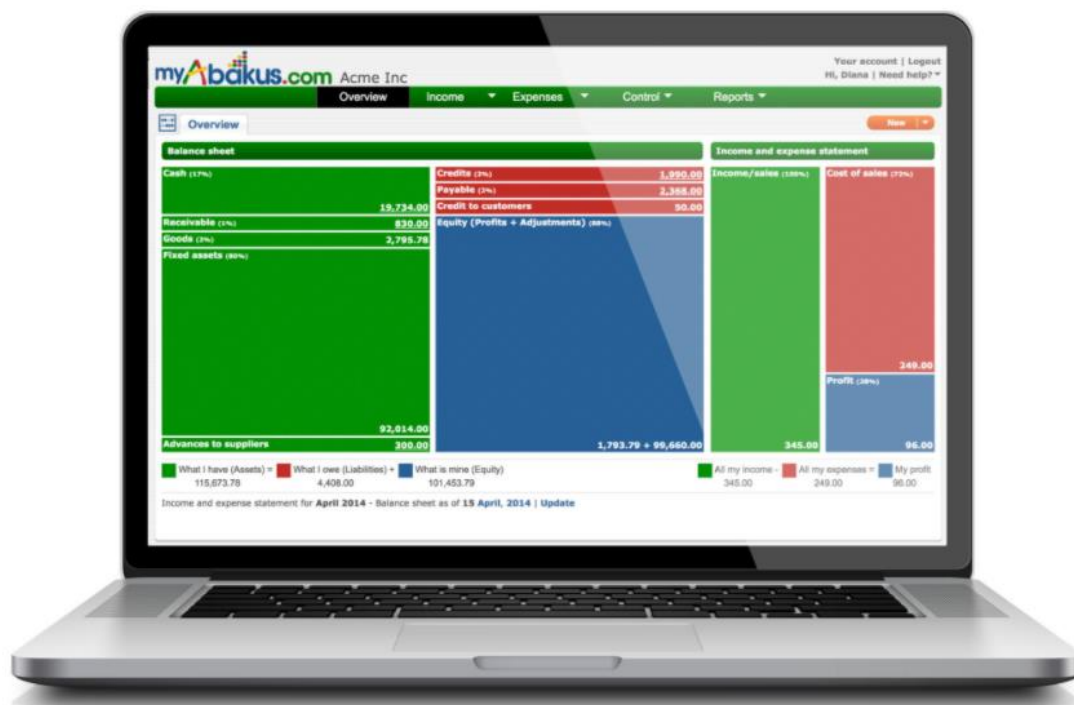 myAbakus.com Acme Inc
Your account | Logout
Hi, Diana | Need help?
Overview Income Expenses Control Reports
Overview
New
Balance sheet
Income and expense statement
Cash (17%)
19,734.00
Receivable (1%) 830.00
Goods (2%) 2,795.78
Fixed assets (80%)
92,014.00
Advances to suppliers 300.00
Credits (2%) 1,990.00
Payable (2%) 2,368.00
Credit to customers 50.00
Equity (Profits + Adjustments) (88%)
1,793.79 + 99,660.00
Income/sales (100%)
345.00
Cost of sales (72%)
249.00
Profit (28%)
96.00
What I have (Assets) = What I owe (Liabilities) + What is mine (Equity)
115,673.78 4,408.00 101,453.79
All my income - All my expenses = My profit
345.00 249.00 96.00
Income and expense statement for April 2014 - Balance sheet as of 15 April, 2014 | Update